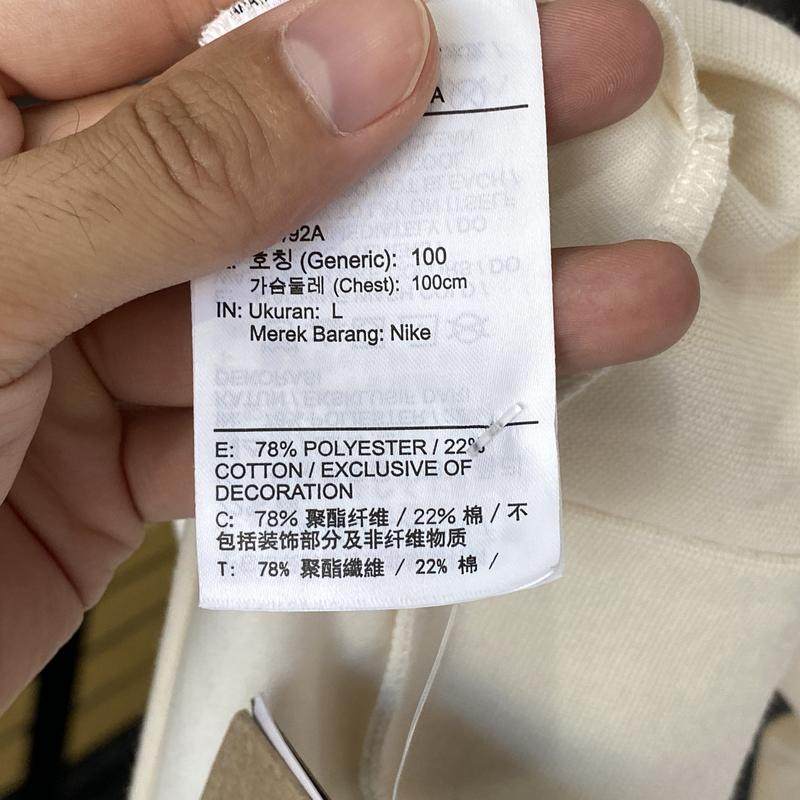 A
92A
호칭 (Generic): 100
가슴둘레 (Chest): 100cm
IN: Ukuran: L
Merek Barang: Nike
E: 78% POLYESTER / 22%
COTTON / EXCLUSIVE OF
DECORATION
C: 78% 聚酯纤维 / 22% 棉 / 不
包括装饰部分及非纤维物质
T: 78% 聚酯纖維 / 22% 棉 /